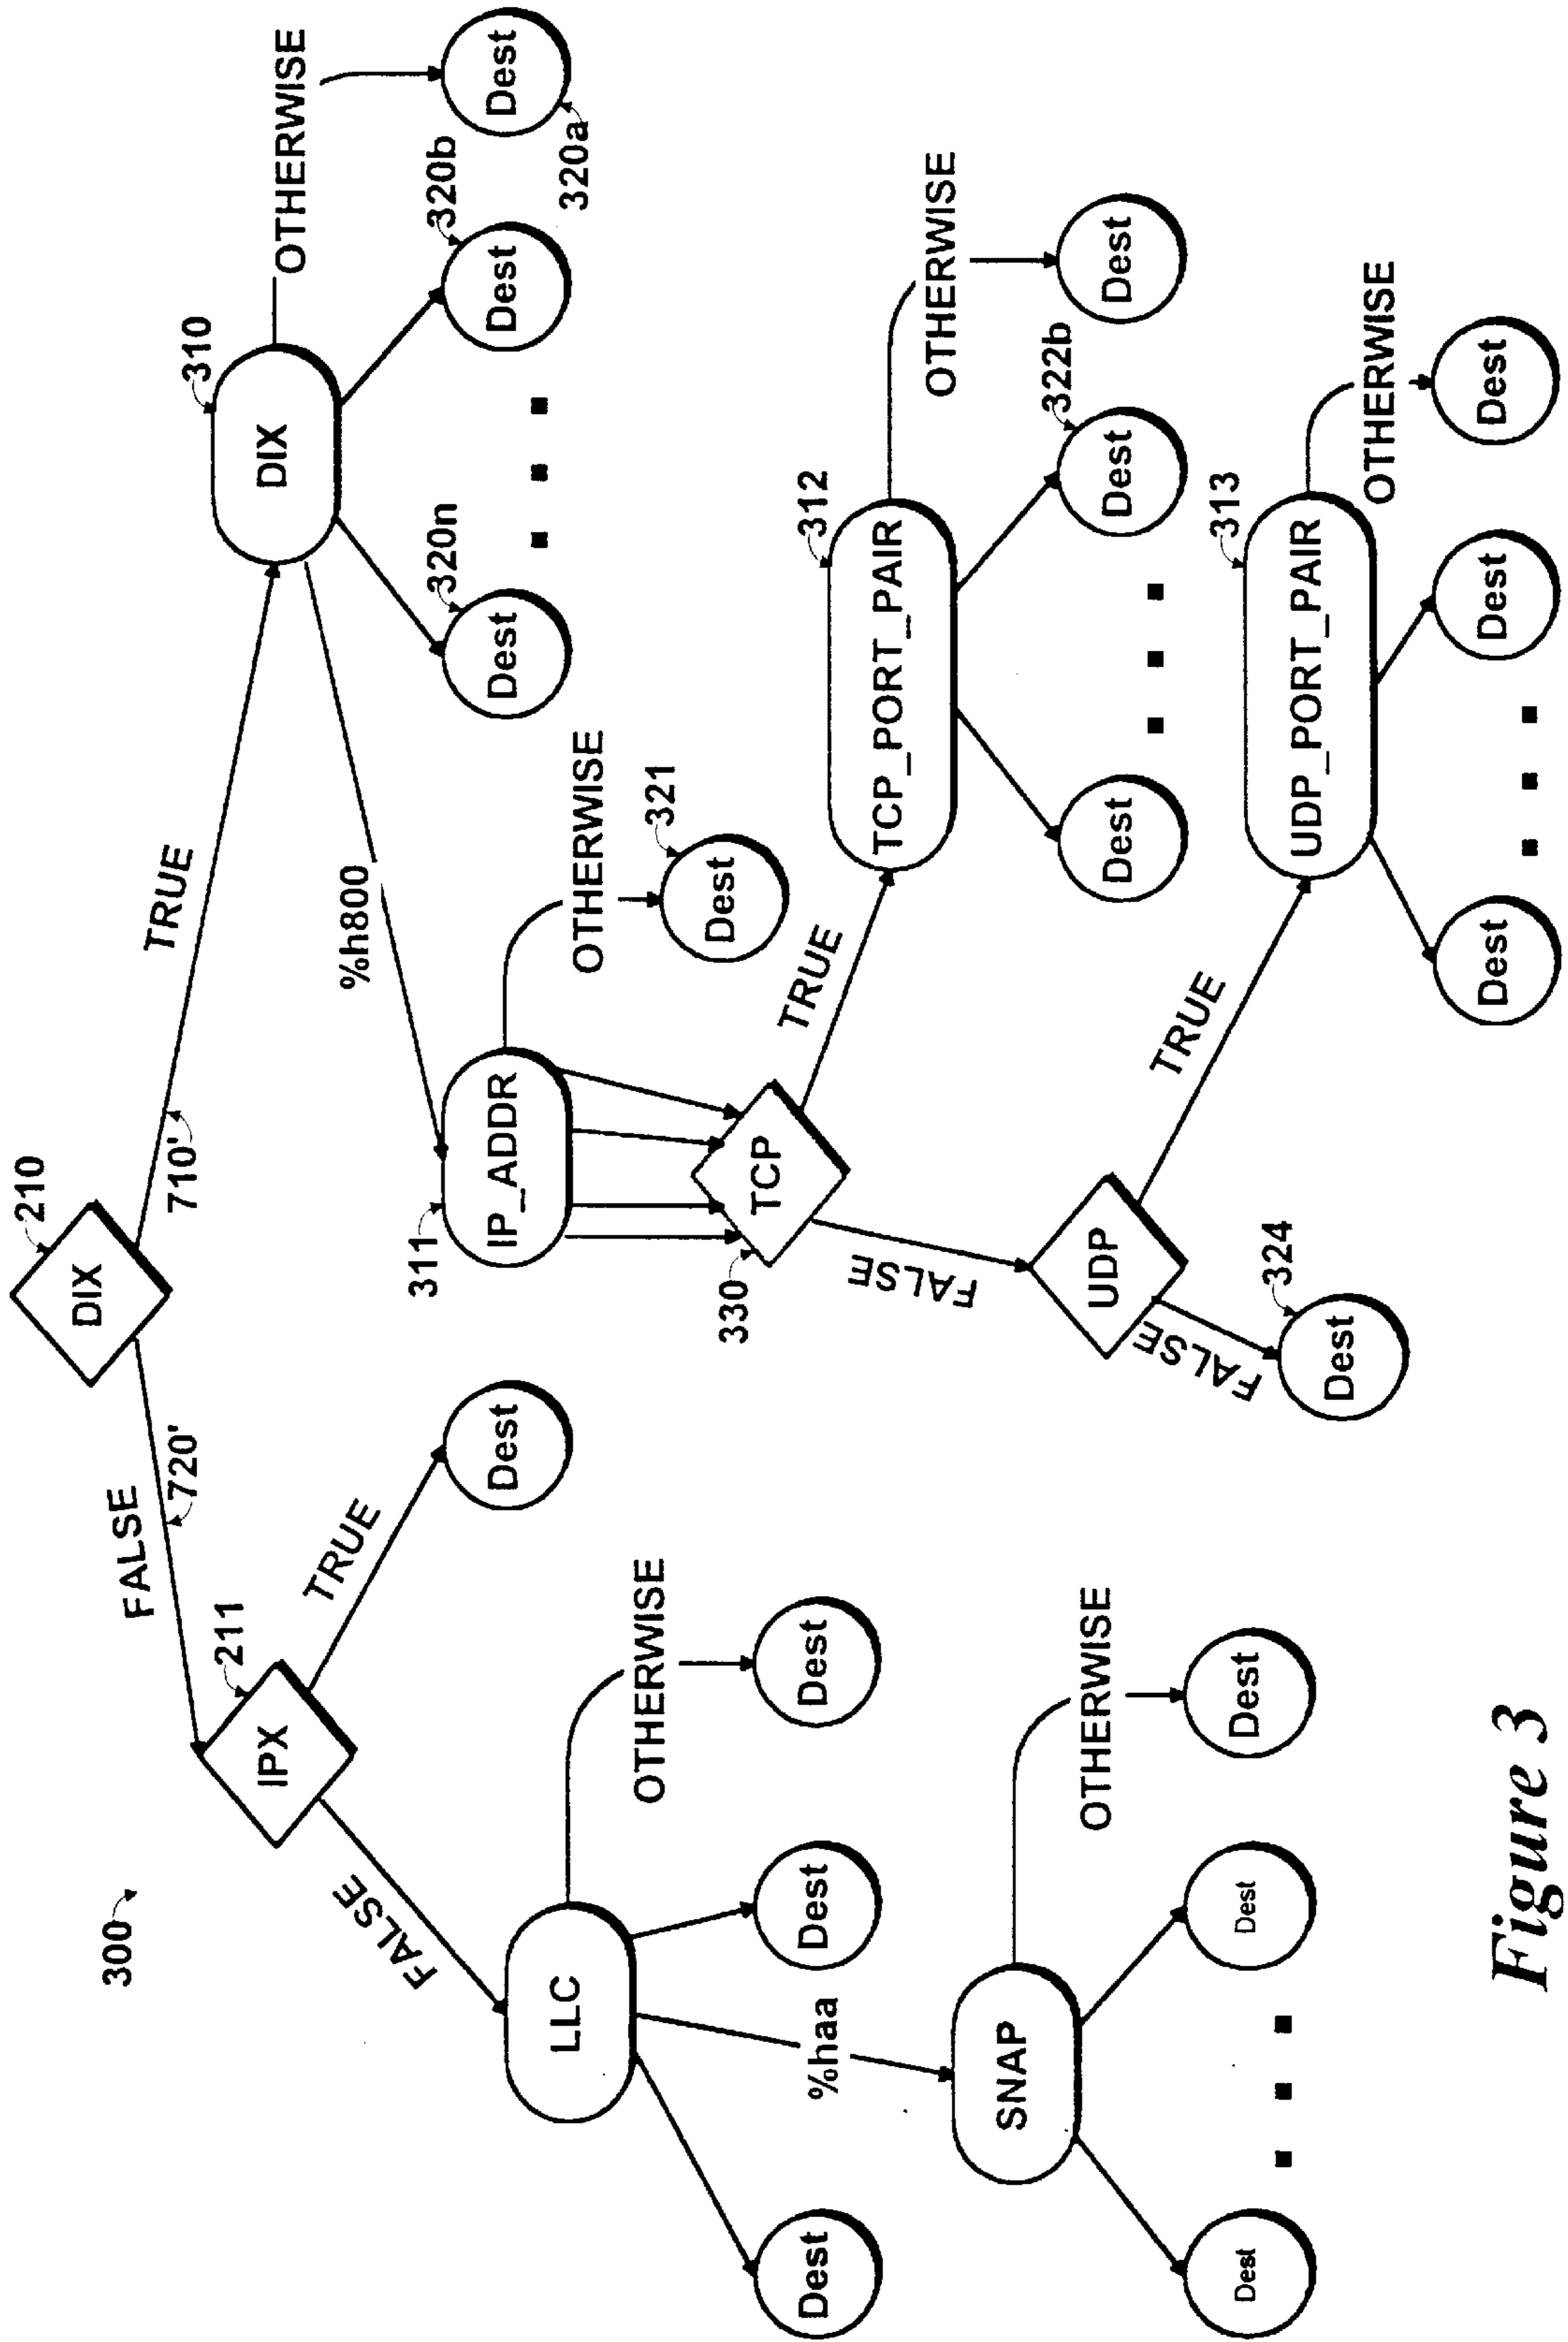 300
210
DIX
FALSE
720'
710'
TRUE
310
DIX
OTHERWISE
211
IPX
TRUE
FALSE
%h800
Dest
311
IP_ADDR
OTHERWISE
320n
Dest
320b
Dest
Dest
320a
LLC
OTHERWISE
330
TCP
321
Dest
TRUE
FALSE
Dest
%haa
Dest
Dest
312
TCP_PORT_PAIR
OTHERWISE
SNAP
OTHERWISE
UDP
TRUE
FALSE
Dest
322b
Dest
Dest
Dest
Dest
Dest
324
Dest
313
UDP_PORT_PAIR
OTHERWISE
Dest
Dest
Dest
Figure 3